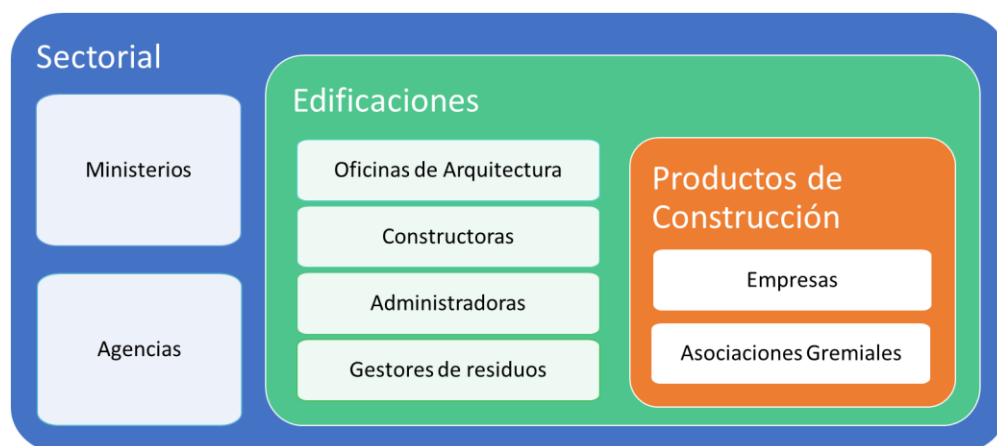 Sectorial
Ministerios
Agencias
Edificaciones
Oficinas de Arquitectura
Constructoras
Administradoras
Gestores de residuos
Productos de
Construcción
Empresas
Asociaciones Gremiales